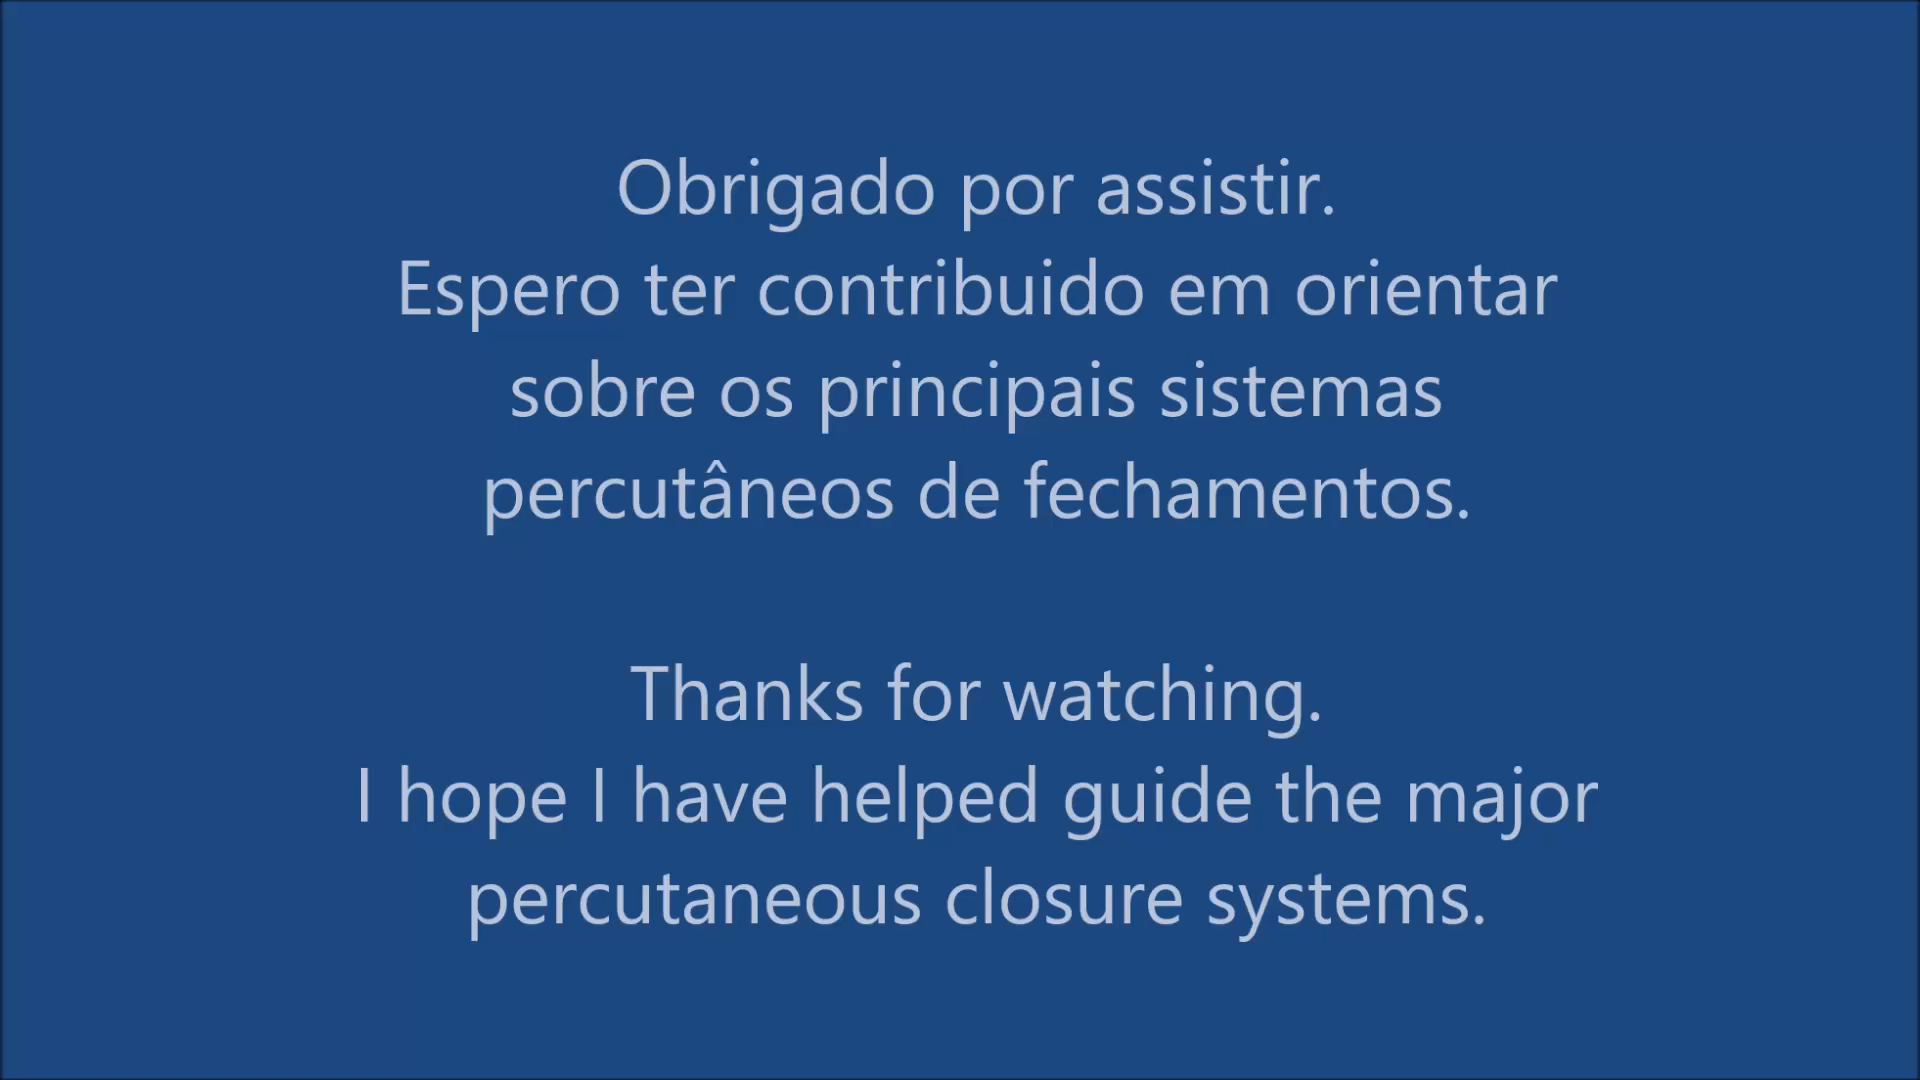 Obrigado por assistir.
Espero ter contribuido em orientar
sobre os principais sistemas
percutâneos de fechamentos.
Thanks for watching.
I hope I have helped guide the major
percutaneous closure systems.